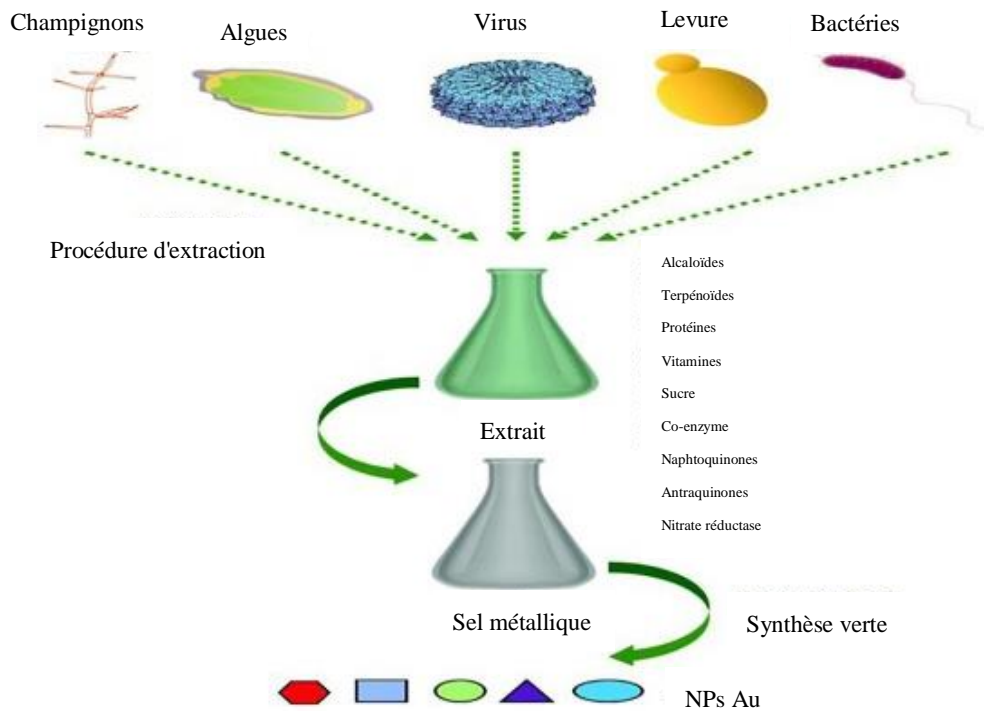 Champignons
Algues
Virus
Levure
Bactéries
Procédure d'extraction
Alcaloïdes
Terpénoïdes
Protéines
Vitamines
Sucre
Co-enzyme
Naphtoquinones
Antraquinones
Nitrate réductase
Extrait
Sel métallique
Synthèse verte
NPs Au